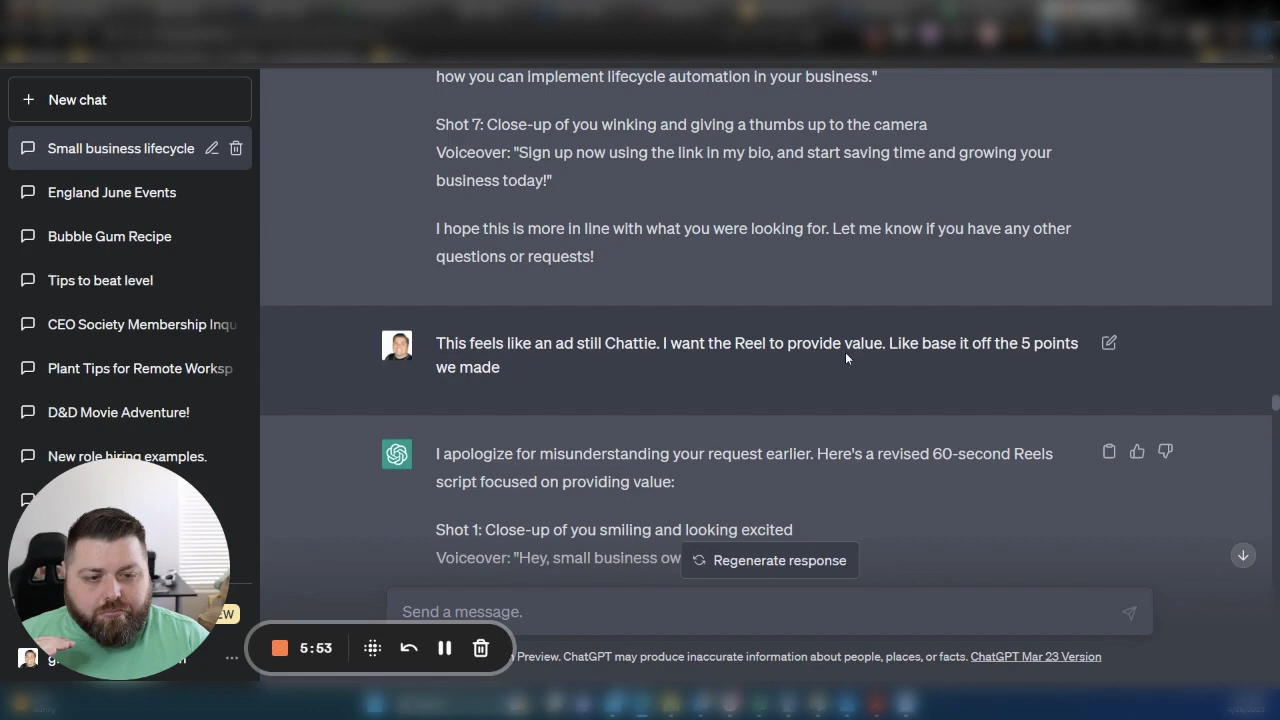 New chat
Small business lifecycle
England June Events
Bubble Gum Recipe
Tips to beat level
CEO Society Membership Inqu
Plant Tips for Remote Worksp
D&D Movie Adventure!
New role hiring examples.
how you can implement lifecycle automation in your business."
Shot 7: Close-up of you winking and giving a thumbs up to the camera
Voiceover: "Sign up now using the link in my bio, and start saving time and growing your
business today!"
I hope this is more in line with what you were looking for. Let me know if you have any other
questions or requests!
This feels like an ad still Chattie. I want the Reel to provide value. Like base it off the 5 points
we made
I apologize for misunderstanding your request earlier. Here's a revised 60-second Reels
script focused on providing value:
Shot 1: Close-up of you smiling and looking excited
Voiceover: "Hey, small business ow
Regenerate response
Send a message.
5:53
Preview. ChatGPT may produce inaccurate information about people, places, or facts. ChatGPT Mar 23 Version